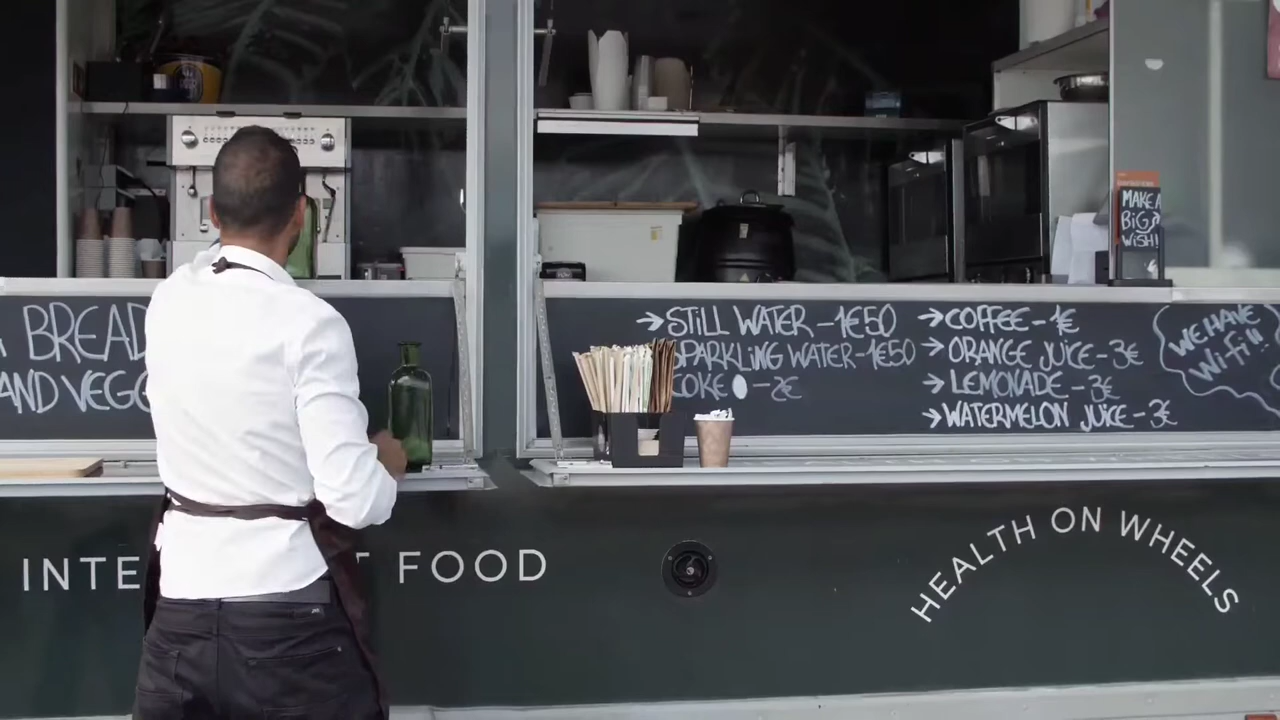 BREAD
AND VEGG
→STILL WATER-1€50
SPARKLING WATER-1€50
COKE -2€
→COFFEE-1€
→ORANGE JUICE-3€
→LEMONADE-3€
→WATERMELON JUICE-3€
WE HAVE
Wi-Fi!!
MAKE A
BIG
WISH!
INTE T FOOD
HEALTH ON WHEELS